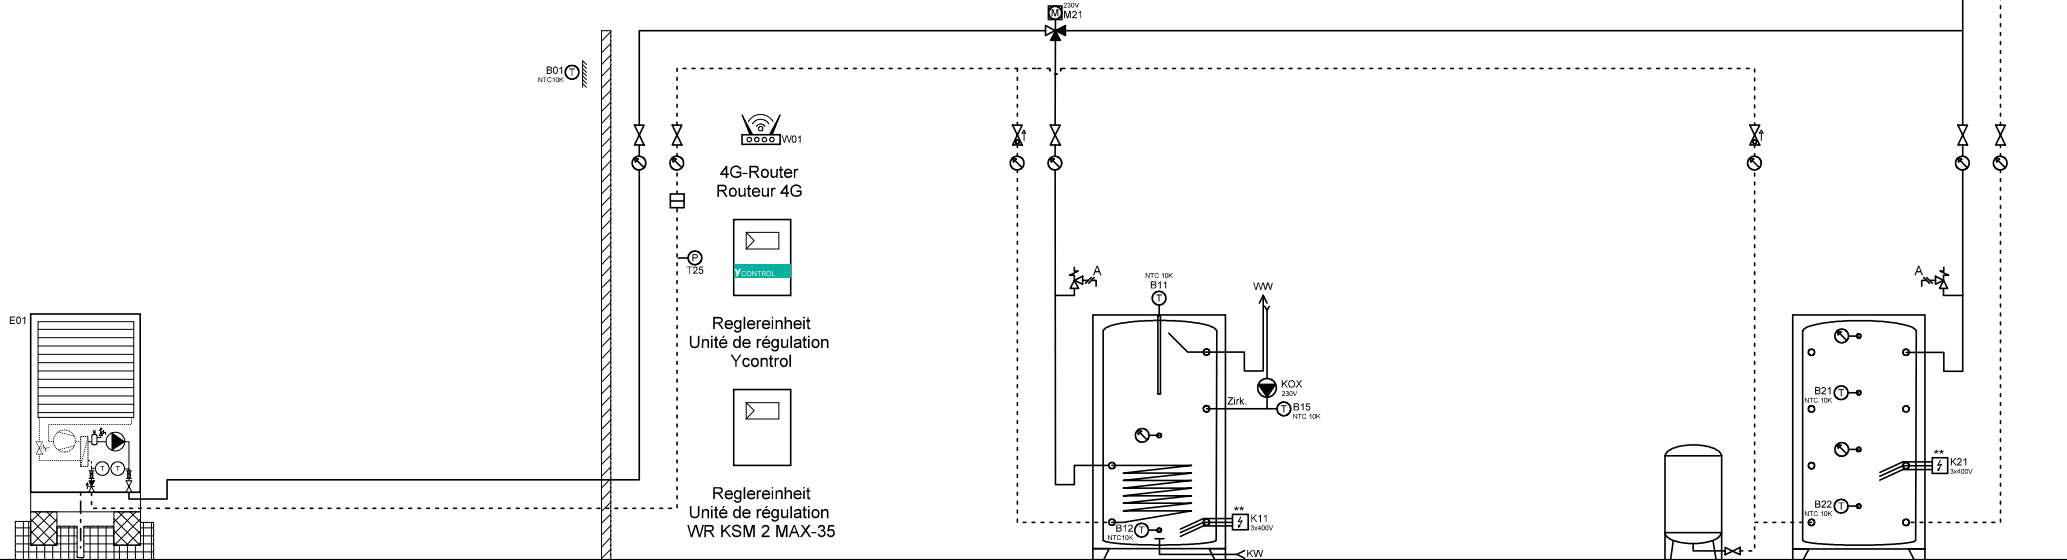 230V
M
M21
B01
T
NTC10K
W01
4G-Router
Routeur 4G
P
T25
YCONTROL
Reglereinheit
Unité de régulation
Ycontrol
Reglereinheit
Unité de régulation
WR KSM 2 MAX-35
E01
T
T
A
NTC 10K
B11
T
WW
KOX
230V
Zirk.
T
B15
NTC 10K
**
K11
3x400V
B12
T
NTC10K
KW
A
B21
T
NTC 10K
**
K21
3x400V
B22
T
NTC 10K